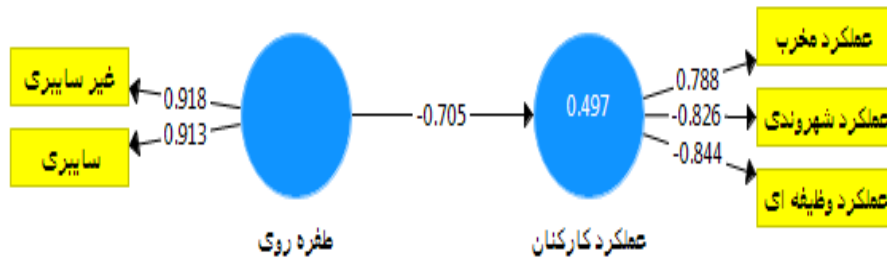 عملکرد مخرب
غیر سایبری
0.918
0.788
0.497
-0.705
-0.826
عملکرد شهروندی
سایبری
0.913
-0.844
عملکرد وظیفه ای
طفره روی
عملکرد کارکنان